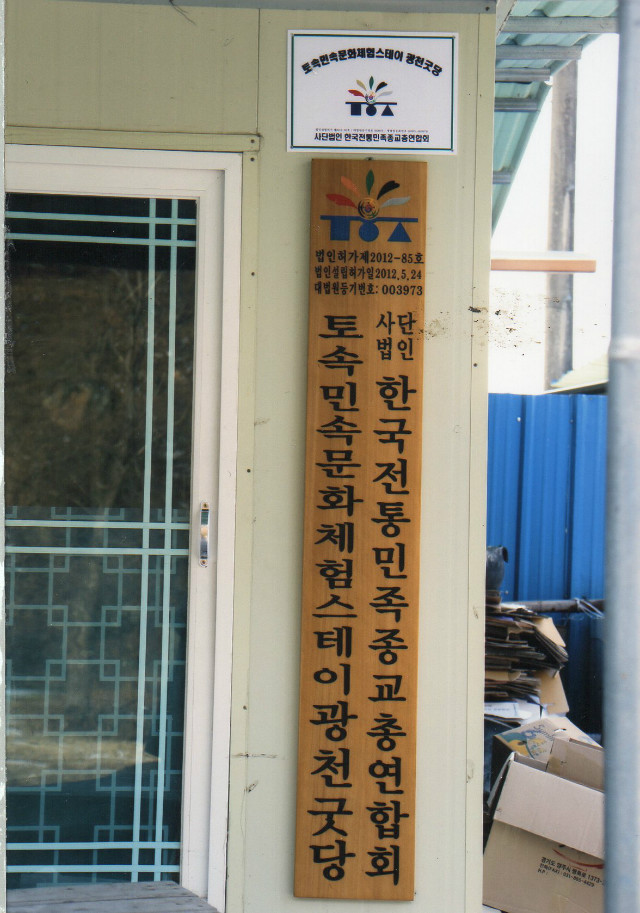 토속민속문화체험스테이 광천굿당
사단법인 한국전통민족종교총연합회
법인허가제2012-85호
법인설립허가일2012.5.24
대법원등기번호: 003973
사단
법인
한국전통민족종교총연합회
토속민속문화체험스테이광천굿당